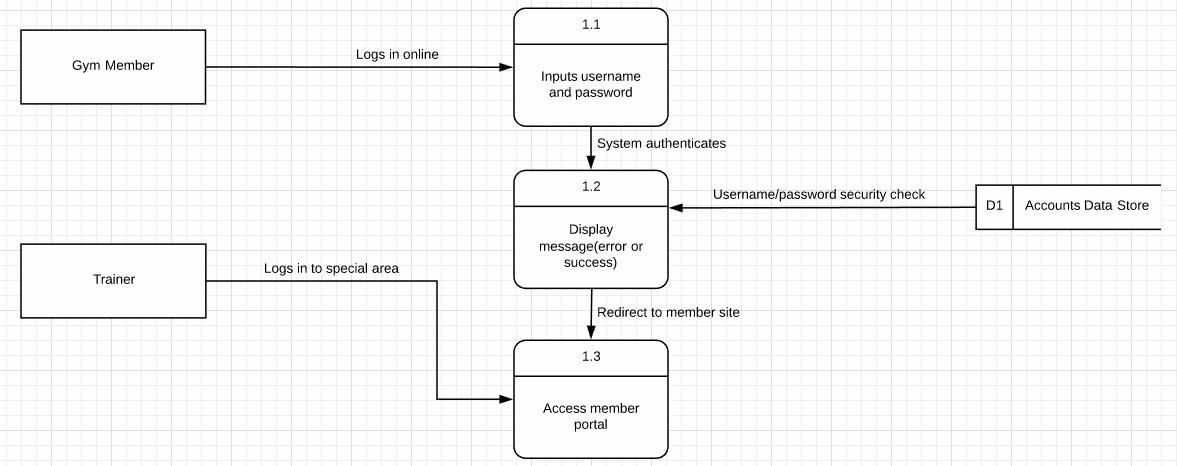 1.1
Gym Member
Logs in online
Inputs username
and password
System authenticates
1.2
Username/password security check
D1
Accounts Data Store
Display
message(error or
success)
Trainer
Logs in to special area
Redirect to member site
1.3
Access member
portal